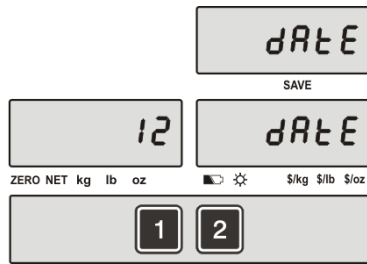 dAtE
SAVE
12 dAtE
ZERO NET kg lb oz $/kg $/lb $/oz
1 2